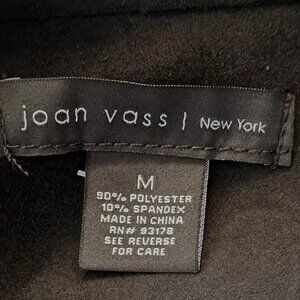 joan vass | New York
M
90% POLYESTER
10% SPANDEX
MADE IN CHINA
RN# 93178
SEE REVERSE
FOR CARE